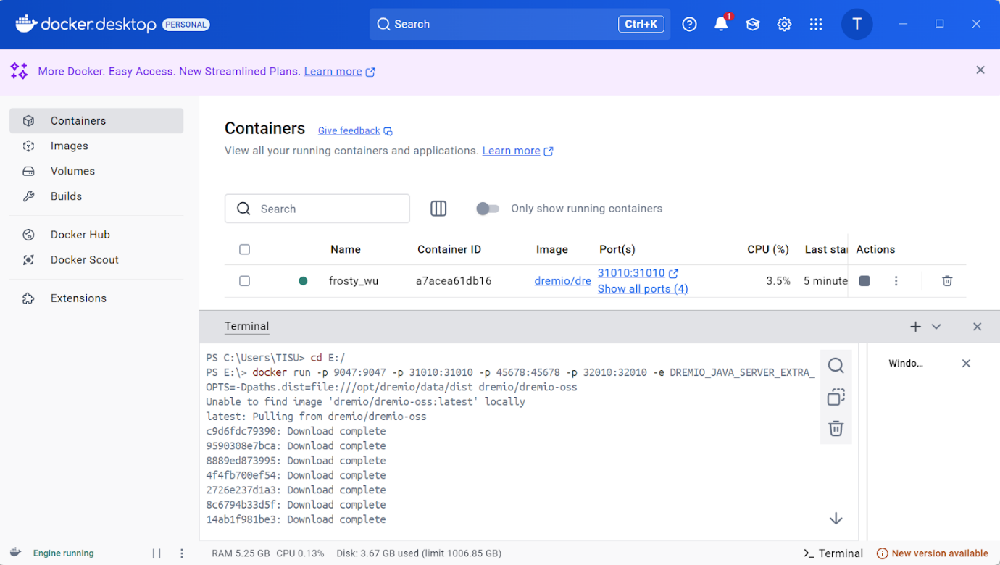 docker.desktop PERSONAL Search Ctrl+K 1 T
More Docker. Easy Access. New Streamlined Plans. Learn more
Containers
Images
Volumes
Builds
Docker Hub
Docker Scout
Extensions
Containers Give feedback
View all your running containers and applications. Learn more
Search Only show running containers
Name Container ID Image Port(s) CPU (%) Last star Actions
frosty_wu a7acea61db16 dremio/dre 31010:31010 3.5% 5 minute
Show all ports (4)
Terminal
PS C:\Users\TISU> cd E:/
PS E:\> docker run -p 9047:9047 -p 31010:31010 -p 45678:45678 -p 32010:32010 -e DREMIO_JAVA_SERVER_EXTRA_
OPTS=-Dpaths.dist=file:///opt/dremio/data/dist dremio/dremio-oss
Unable to find image 'dremio/dremio-oss:latest' locally
latest: Pulling from dremio/dremio-oss
c9d6fdc79390: Download complete
9590308e7bca: Download complete
8889ed873995: Download complete
4f4fb700ef54: Download complete
2726e237d1a3: Download complete
8c6794b33d5f: Download complete
14ab1f981be3: Download complete
Windo...
Engine running RAM 5.25 GB CPU 0.13% Disk: 3.67 GB used (limit 1006.85 GB) >_ Terminal New version available